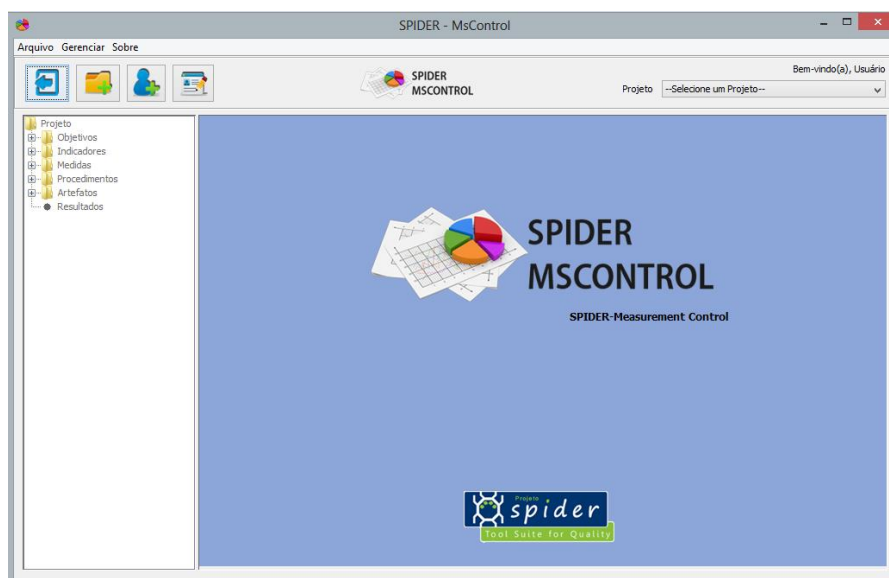 SPIDER - MsControl
Arquivo Gerenciar Sobre
SPIDER
MSCONTROL
Bem-vindo(a), Usuário
Projeto --Selecione um Projeto--
Projeto
Objetivos
Indicadores
Medidas
Procedimentos
Artefatos
Resultados
SPIDER
MSCONTROL
SPIDER-Measurement Control
Projeto
spider
Tool Suite for Quality